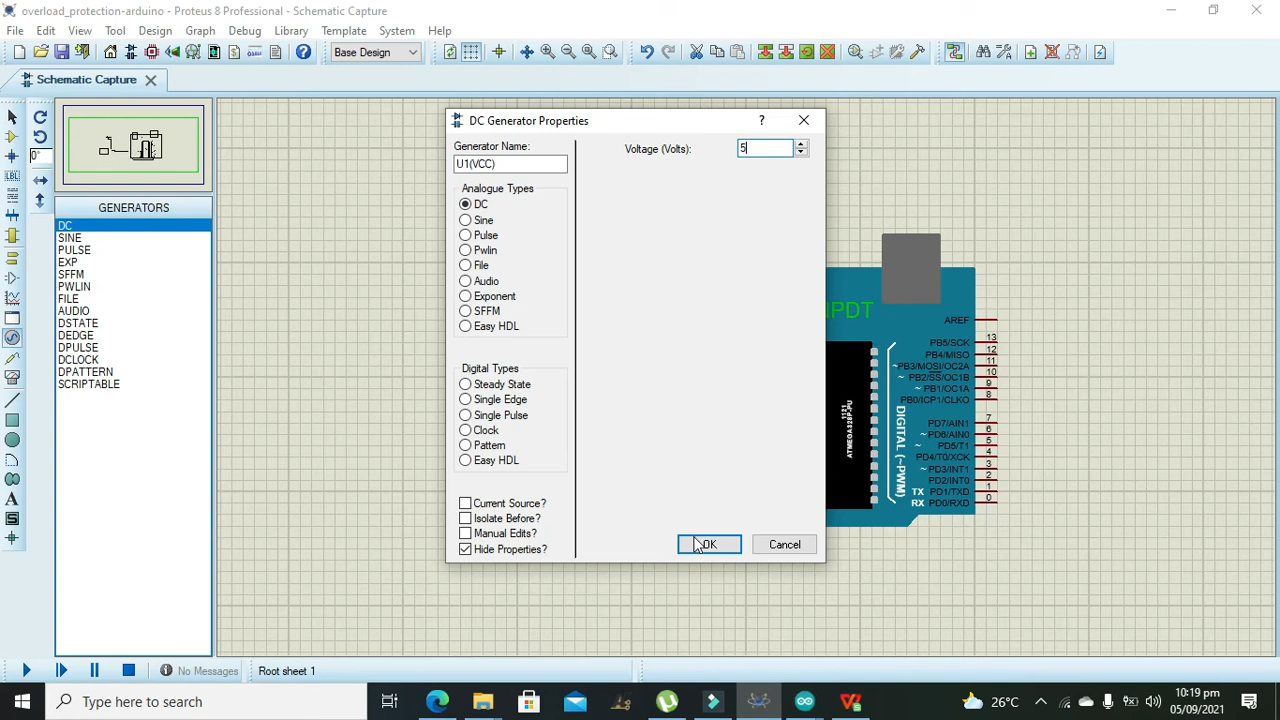 overload_protection-arduino - Proteus 8 Professional - Schematic Capture
File Edit View Tool Design Graph Debug Library Template System Help
Base Design
Schematic Capture
0°
LBL
GENERATORS
DC
SINE
PULSE
EXP
SFFM
PWLIN
FILE
AUDIO
DSTATE
DEDGE
DPULSE
DCLOCK
DPATTERN
SCRIPTABLE
A
DC Generator Properties
?
Generator Name:
U1(VCC)
Analogue Types
DC
Sine
Pulse
Pwlin
File
Audio
Exponent
SFFM
Easy HDL
Digital Types
Steady State
Single Edge
Single Pulse
Clock
Pattern
Easy HDL
Current Source?
Isolate Before?
Manual Edits?
Hide Properties?
Voltage (Volts):
5
OK
Cancel
1121
ATMEGA328P-PU
DIGITAL (~PWM)
AREF
PB5/SCK 13
PB4/MISO 12
~PB3/MOSI/OC2A 11
~ PB2/SS/OC1B 10
~ PB1/OC1A 9
PB0/ICP1/CLKO 8
PD7/AIN1 7
~ PD6/AIN0 6
~ PD5/T1 5
PD4/T0/XCK 4
~ PD3/INT1 3
PD2/INT0 2
TX PD1/TXD 1
RX PD0/RXD 0
No Messages
Root sheet 1
Type here to search
26°C
10:19 pm
05/09/2021